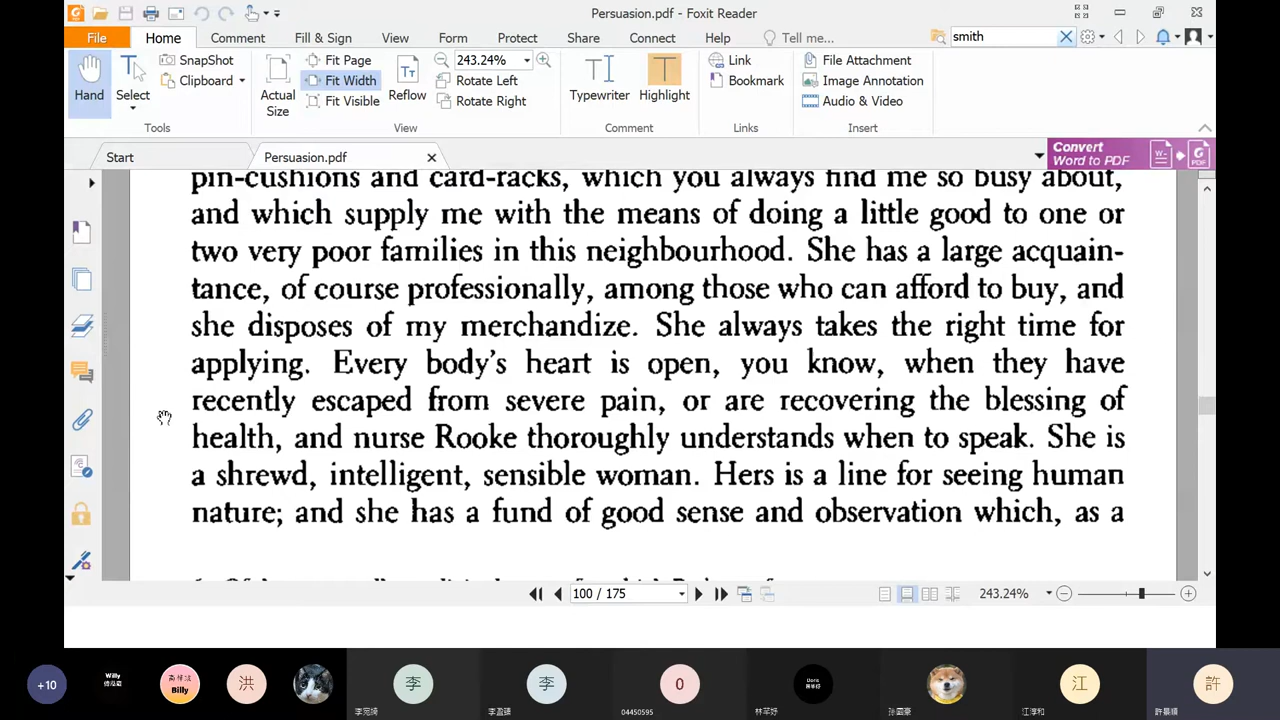 Persuasion.pdf - Foxit Reader
File Home Comment Fill & Sign View Form Protect Share Connect Help Tell me... smith
Hand Select SnapShot Clipboard Actual Size Fit Page Fit Width Fit Visible Reflow 243.24% Rotate Left Rotate Right Typewriter Highlight Link Bookmark File Attachment Image Annotation Audio & Video
Tools View Comment Links Insert
Start Persuasion.pdf Convert Word to PDF
pin-cushions and card-racks, which you always find me so busy about,
and which supply me with the means of doing a little good to one or
two very poor families in this neighbourhood. She has a large acquain-
tance, of course professionally, among those who can afford to buy, and
she disposes of my merchandize. She always takes the right time for
applying. Every body's heart is open, you know, when they have
recently escaped from severe pain, or are recovering the blessing of
health, and nurse Rooke thoroughly understands when to speak. She is
a shrewd, intelligent, sensible woman. Hers is a line for seeing human
nature; and she has a fund of good sense and observation which, as a
100 / 175 243.24%
+10 Willy Billy 洪 李 李 0 Doris 江 許
04450595